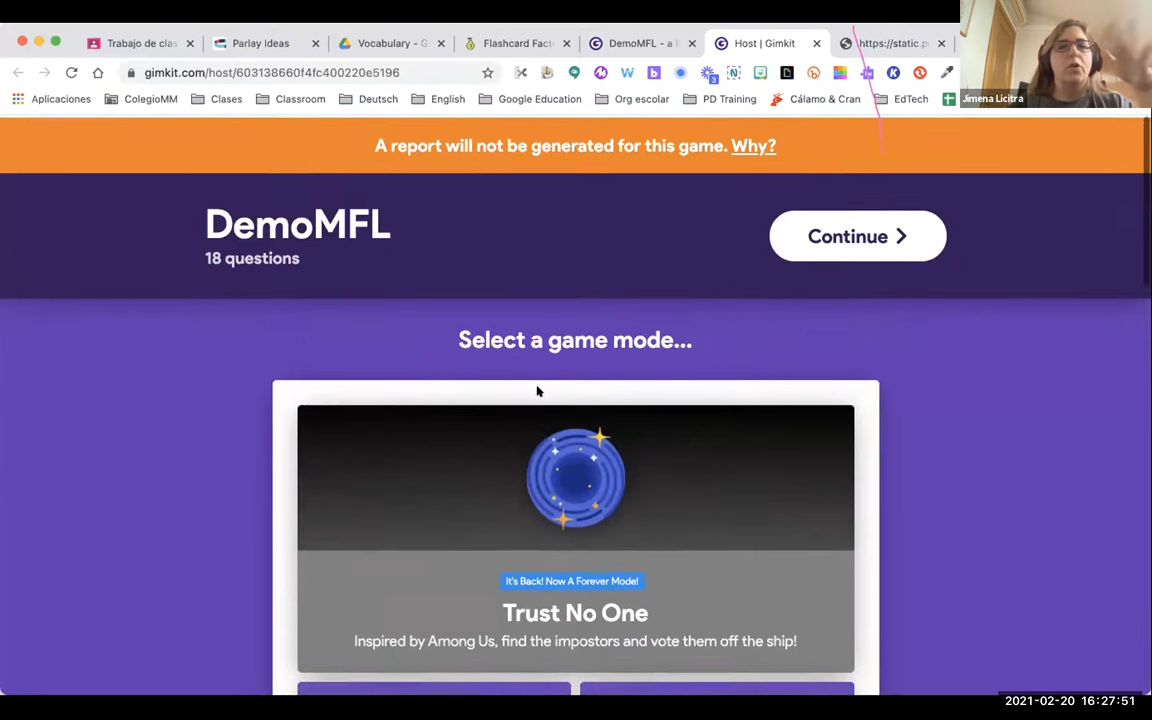 Trabajo de clas
Parlay Ideas
Vocabulary - G
Flashcard Fact
DemoMFL - a
Host | Gimkit
https://static.p
gimkit.com/host/603138660f4fc400220e5196
Aplicaciones
ColegioMM
Clases
Classroom
Deutsch
English
Google Education
Org escolar
PD Training
Cálamo & Cran
EdTech
Jimena Licitra
A report will not be generated for this game. Why?
DemoMFL
18 questions
Continue
Select a game mode...
It's Back! Now A Forever Mode!
Trust No One
Inspired by Among Us, find the impostors and vote them off the ship!
2021-02-20 16:27:51